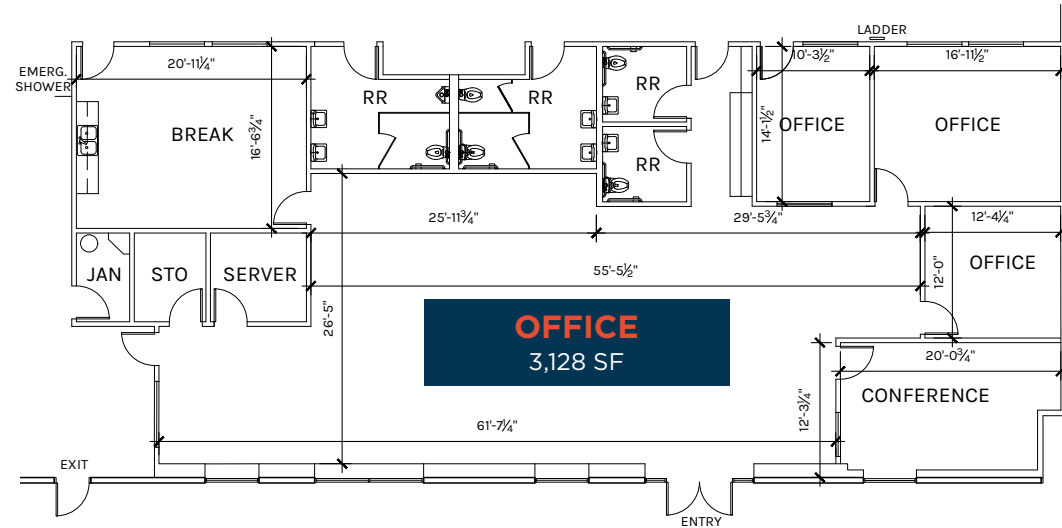 LADDER
EMERG.
SHOWER
20'-11¼"
10'-3½"
16'-11½"
RR
RR
RR
RR
BREAK
16'-6¾"
14'-1½"
OFFICE
OFFICE
25'-11¾"
29'-5¾"
12'-4¼"
JAN
STO
SERVER
55'-5½"
12'-0"
OFFICE
26'-5"
OFFICE
3,128 SF
20'-0¾"
CONFERENCE
12'-3¼"
61'-7¼"
EXIT
ENTRY